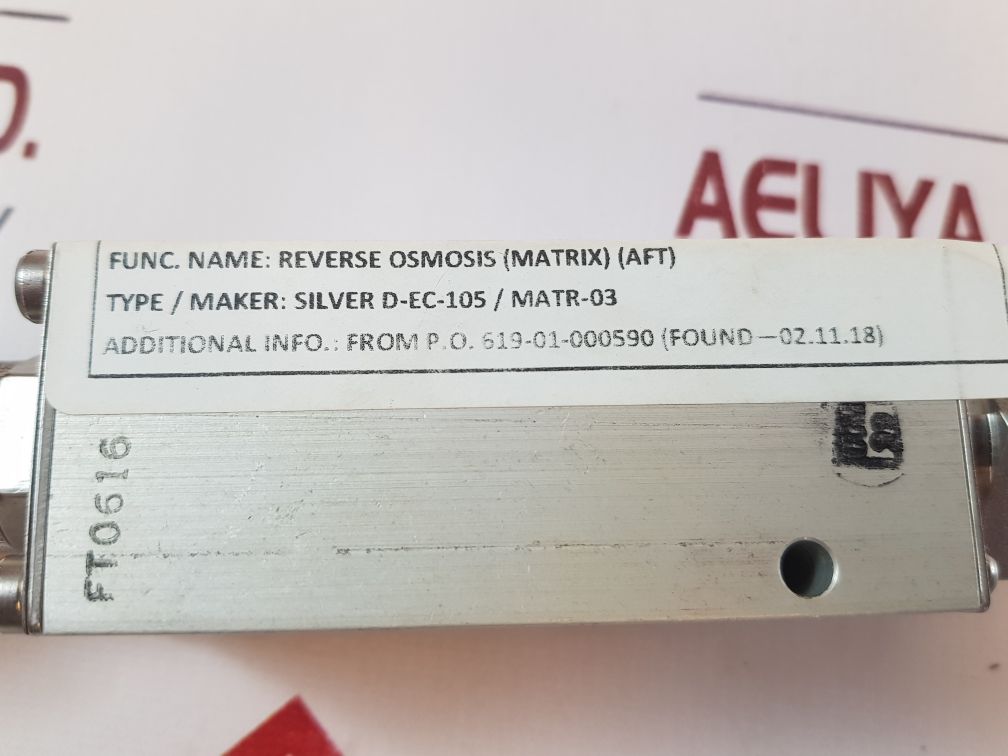 D.
AELIYA
FUNC. NAME: REVERSE OSMOSIS (MATRIX) (AFT)
TYPE / MAKER: SILVER D-EC-105 / MATR-03
ADDITIONAL INFO.: FROM P.O. 619-01-000590 (FOUND—02.11.18)
FT0616